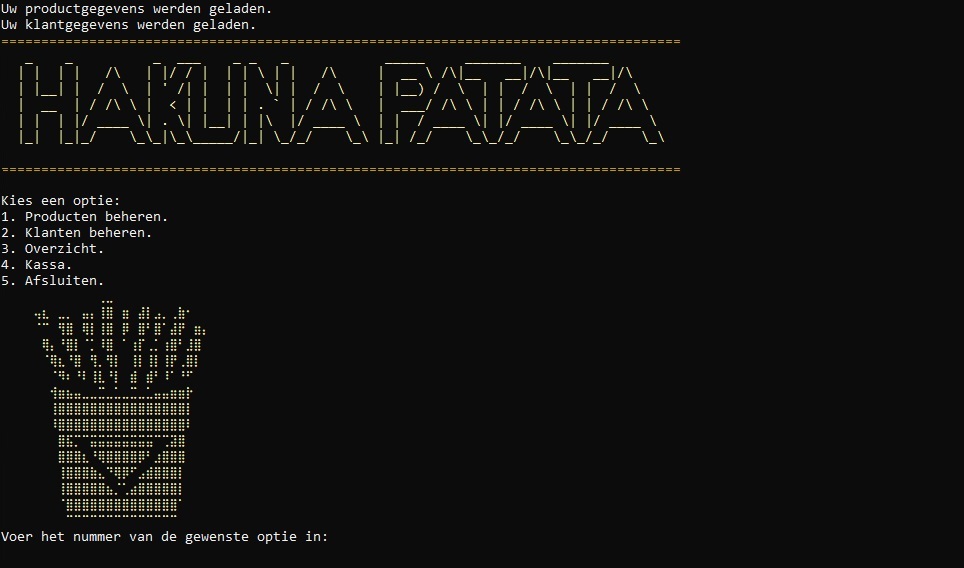 Uw productgegevens werden geladen.
Uw klantgegevens werden geladen.
HAKUNA PATATA
Kies een optie:
1. Producten beheren.
2. Klanten beheren.
3. Overzicht.
4. Kassa.
5. Afsluiten.
Voer het nummer van de gewenste optie in: